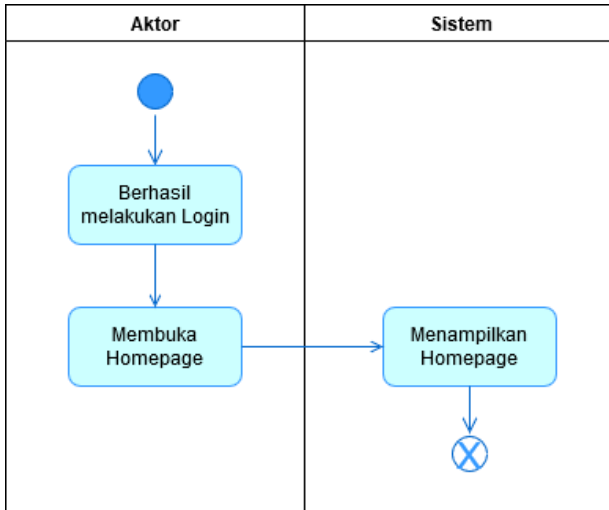 Aktor
Sistem
Berhasil
melakukan Login
Membuka
Homepage
Menampilkan
Homepage